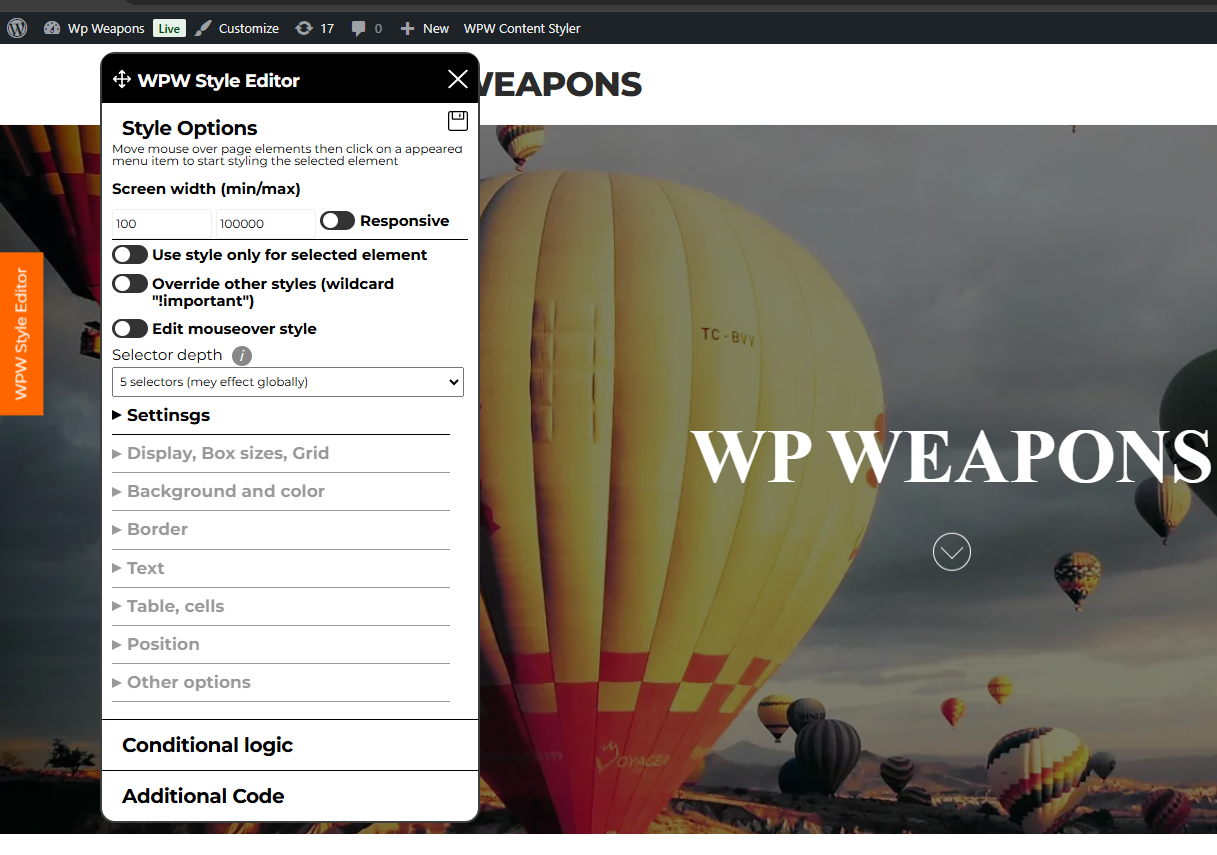 Wp Weapons Live Customize 17 0 New WPW Content Styler
WPW Style Editor
WEAPONS
Style Options
Move mouse over page elements then click on a appeared
menu item to start styling the selected element
Screen width (min/max)
100 100000 Responsive
Use style only for selected element
Override other styles (wildcard
"!important")
Edit mouseover style
Selector depth i
5 selectors (mey effect globally)
Settinsgs
Display, Box sizes, Grid
Background and color
Border
Text
Table, cells
Position
Other options
Conditional logic
Additional Code
WPW Style Editor
TC-BVV
WP WEAPONS
VOYAGER